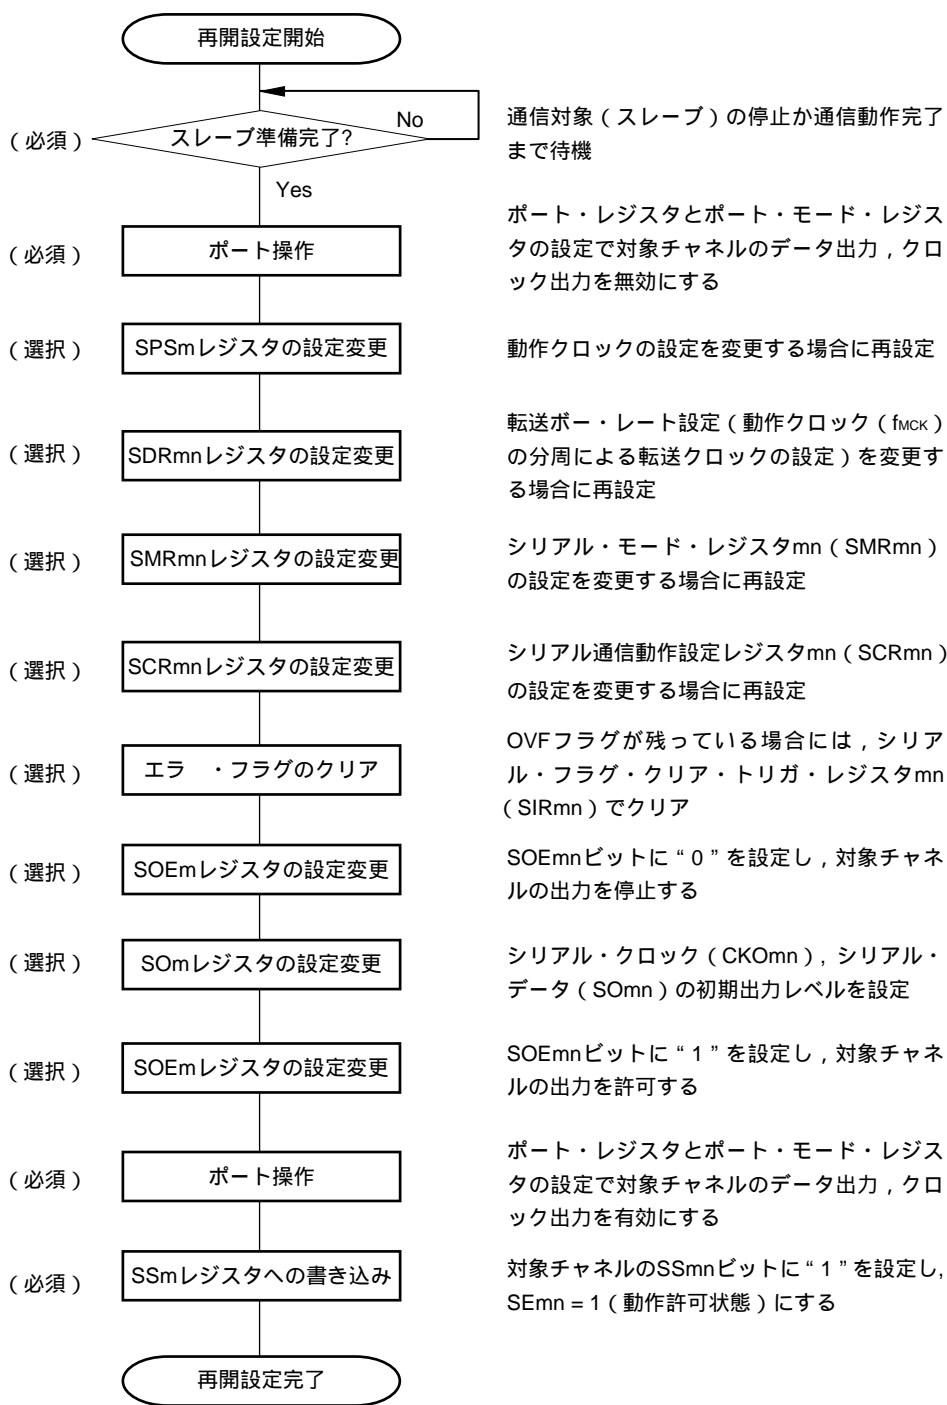 再開設定開始
No
(必須)
スレーブ準備完了?
通信対象(スレーブ)の停止か通信動作完了
まで待機
Yes
(必須)
ポート操作
ポート・レジスタとポート・モード・レジス
タの設定で対象チャネルのデータ出力,クロ
ック出力を無効にする
(選択)
SPSmレジスタの設定変更
動作クロックの設定を変更する場合に再設定
(選択)
SDRmnレジスタの設定変更
転送ボー・レート設定(動作クロック(fMCK)
の分周による転送クロックの設定)を変更す
る場合に再設定
(選択)
SMRmnレジスタの設定変更
シリアル・モード・レジスタmn(SMRmn)
の設定を変更する場合に再設定
(選択)
SCRmnレジスタの設定変更
シリアル通信動作設定レジスタmn(SCRmn)
の設定を変更する場合に再設定
(選択)
エラ ・フラグのクリア
OVFフラグが残っている場合には,シリア
ル・フラグ・クリア・トリガ・レジスタmn
(SIRmn)でクリア
(選択)
SOEmレジスタの設定変更
SOEmnビットに“0”を設定し,対象チャネ
ルの出力を停止する
(選択)
SOmレジスタの設定変更
シリアル・クロック(CKOmn),シリアル・
データ(SOmn)の初期出力レベルを設定
(選択)
SOEmレジスタの設定変更
SOEmnビットに“1”を設定し,対象チャネ
ルの出力を許可する
(必須)
ポート操作
ポート・レジスタとポート・モード・レジス
タの設定で対象チャネルのデータ出力,クロ
ック出力を有効にする
(必須)
SSmレジスタへの書き込み
対象チャネルのSSmnビットに“1”を設定し,
SEmn = 1(動作許可状態)にする
再開設定完了